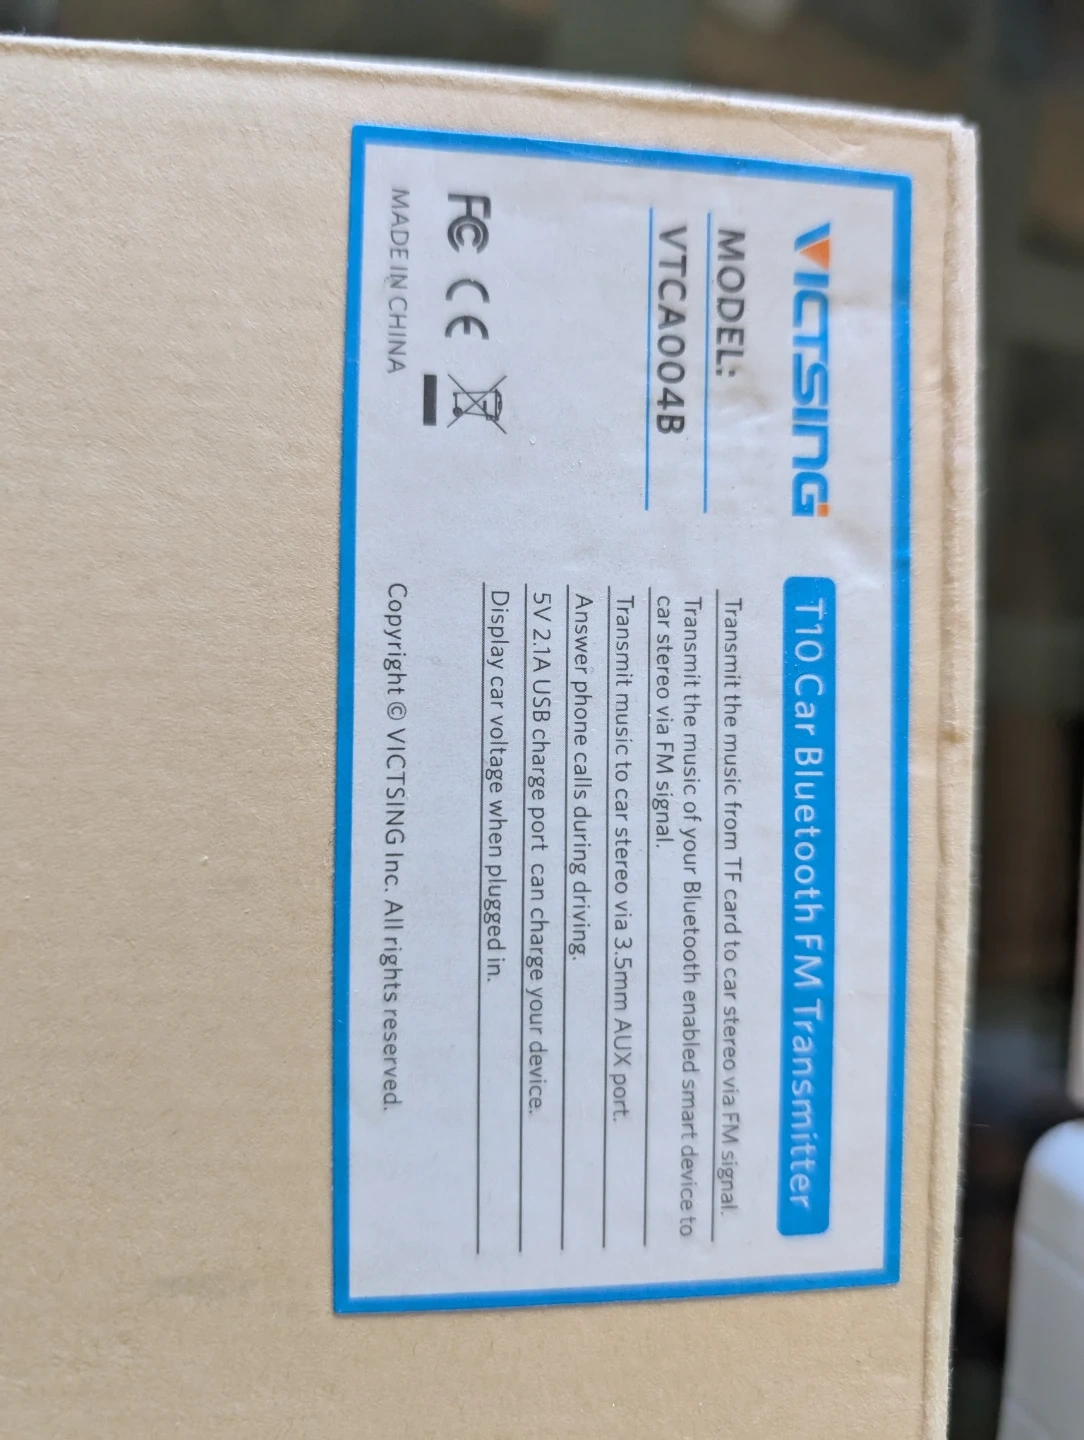 VICTSING
MODEL:
VTCA004B
FC CE
MADE IN CHINA
T10 Car Bluetooth FM Transmitter
Transmit the music from TF card to car stereo via FM signal.
Transmit the music of your Bluetooth enabled smart device to
car stereo via FM signal.
Transmit music to car stereo via 3.5mm AUX port.
Answer phone calls during driving.
5V 2.1A USB charge port can charge your device.
Display car voltage when plugged in.
Copyright © VICTSING Inc. All rights reserved.